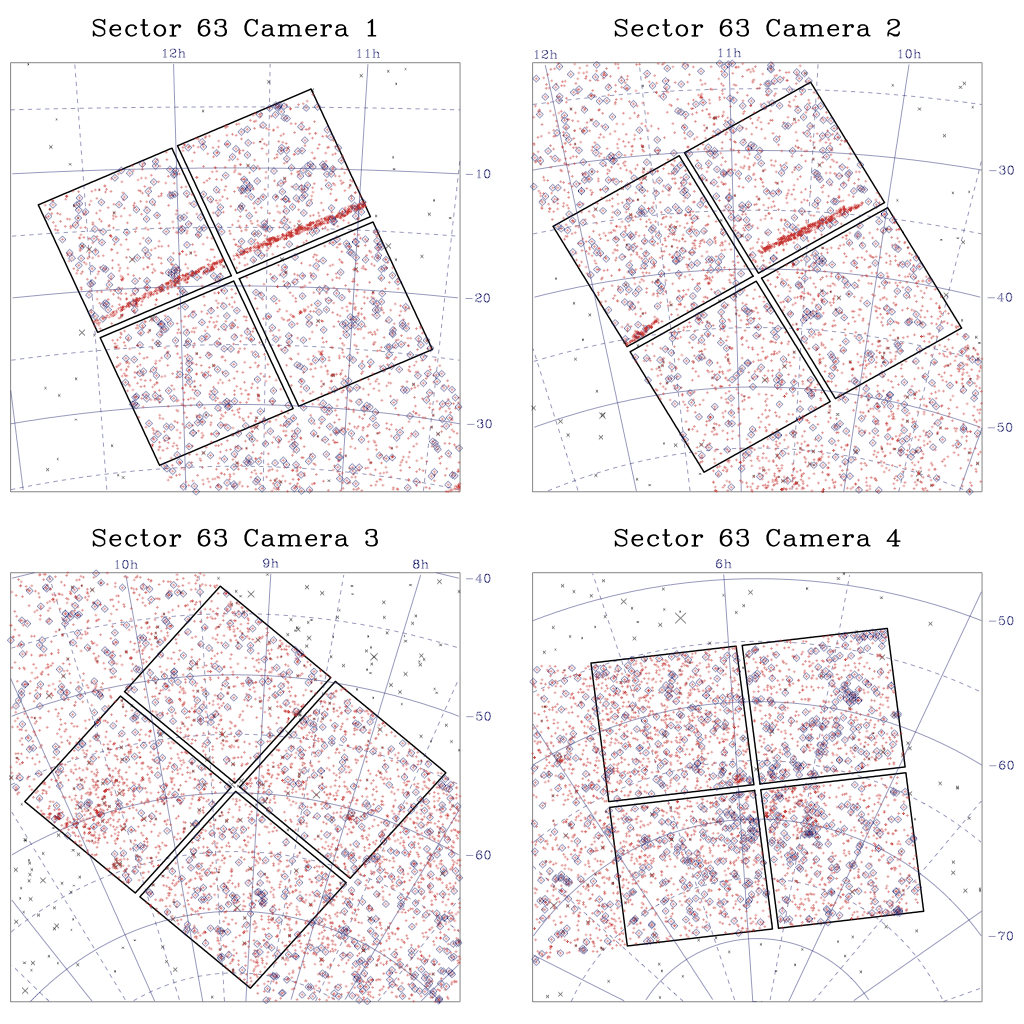 Sector 63 Camera 1
12h 11h
-10
-20
-30
Sector 63 Camera 2
12h 11h 10h
-30
-40
-50
Sector 63 Camera 3
10h 9h 8h
-40
-50
-60
Sector 63 Camera 4
6h
-50
-60
-70